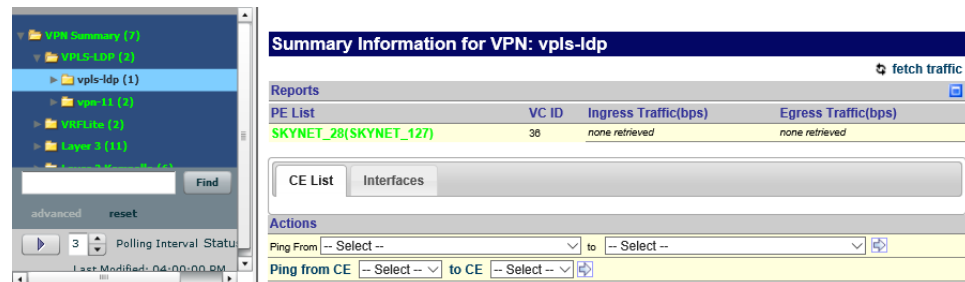 VPN Summary (7)
VPLS-LDP (2)
vpls-ldp (1)
vpn-11 (2)
VRFLite (2)
Layer 3 (11)
Find
advanced reset
3 Polling Interval Statu
Last Modified: 04:00:00 PM
Summary Information for VPN: vpls-ldp
fetch traffic
Reports
PE List VC ID Ingress Traffic(bps) Egress Traffic(bps)
SKYNET_28(SKYNET_127) 36 none retrieved none retrieved
CE List Interfaces
Actions
Ping From -- Select -- to -- Select --
Ping from CE -- Select -- to CE -- Select --